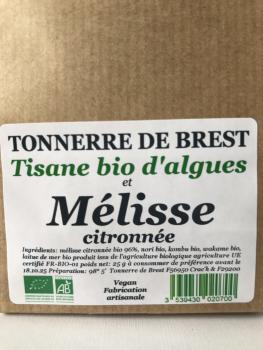 TONNERRE DE BREST
Tisane bio d'algues
et
Mélisse
citronnée
Ingrédients: mélisse citronnée bio 96%, nori bio, kombu bio, wakame bio,
laitue de mer bio produit issu de l'agriculture biologique agriculture UE
certifié FR-BIO-01 poids net: 25 g à consommer de préférence avant le
18.10.25 Préparation: 98° 5' Tonnerre de Brest F56950 Crac'h & F29200
Vegan
Fabrication
artisanale
AB
3 539430 020700